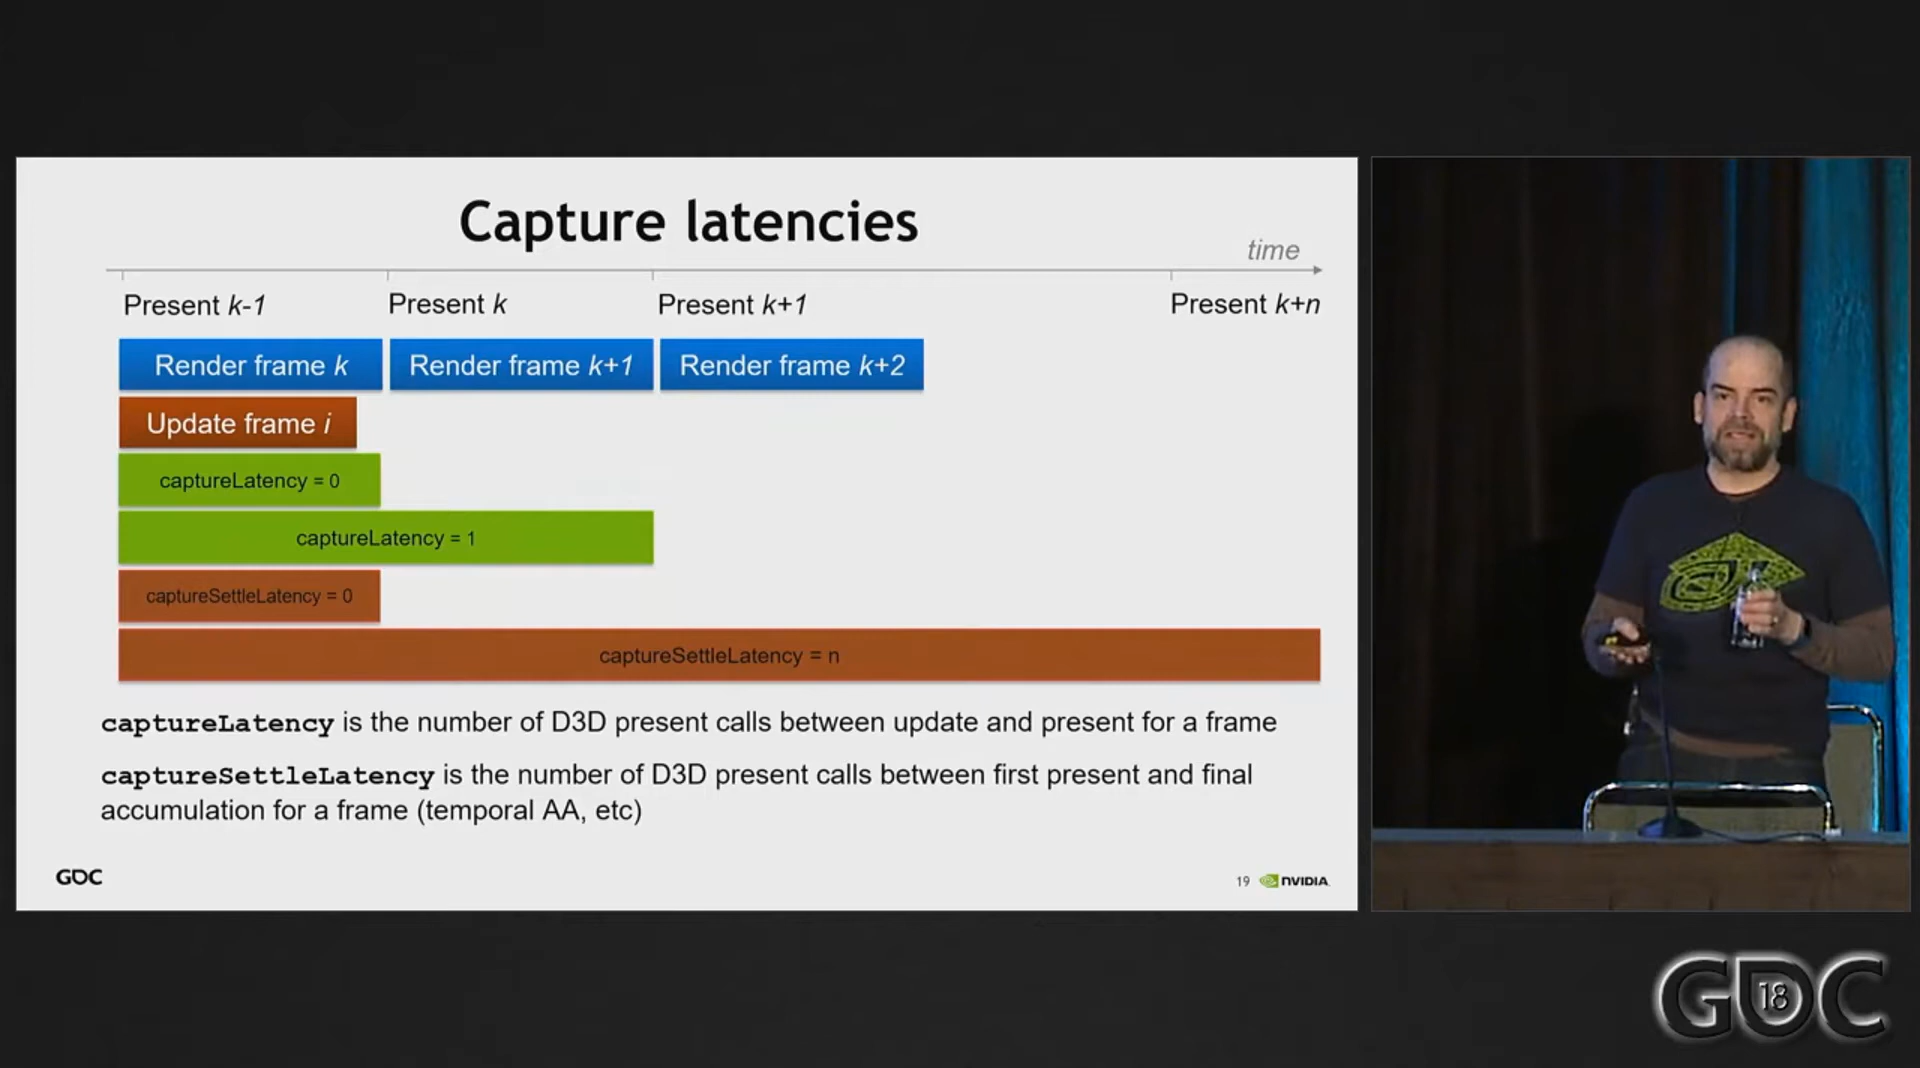 Capture latencies
time
Present k-1
Present k
Present k+1
Present k+n
Render frame k
Render frame k+1
Render frame k+2
Update frame i
captureLatency = 0
captureLatency = 1
captureSettleLatency = 0
captureSettleLatency = n
captureLatency is the number of D3D present calls between update and present for a frame
captureSettleLatency is the number of D3D present calls between first present and final
accumulation for a frame (temporal AA, etc)
GDC
19
NVIDIA
GDC
18